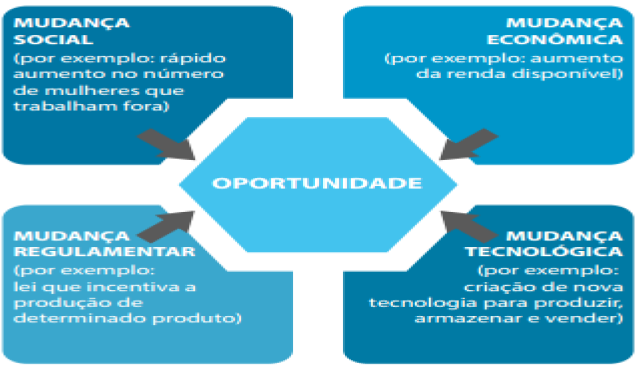 MUDANÇA
SOCIAL
(por exemplo: rápido
aumento no número
de mulheres que
trabalham fora)
MUDANÇA
ECONÔMICA
(por exemplo: aumento
da renda disponível)
OPORTUNIDADE
MUDANÇA
REGULAMENTAR
(por exemplo:
lei que incentiva a
produção de
determinado produto)
MUDANÇA
TECNOLÓGICA
(por exemplo:
criação de nova
tecnologia para produzir,
armazenar e vender)